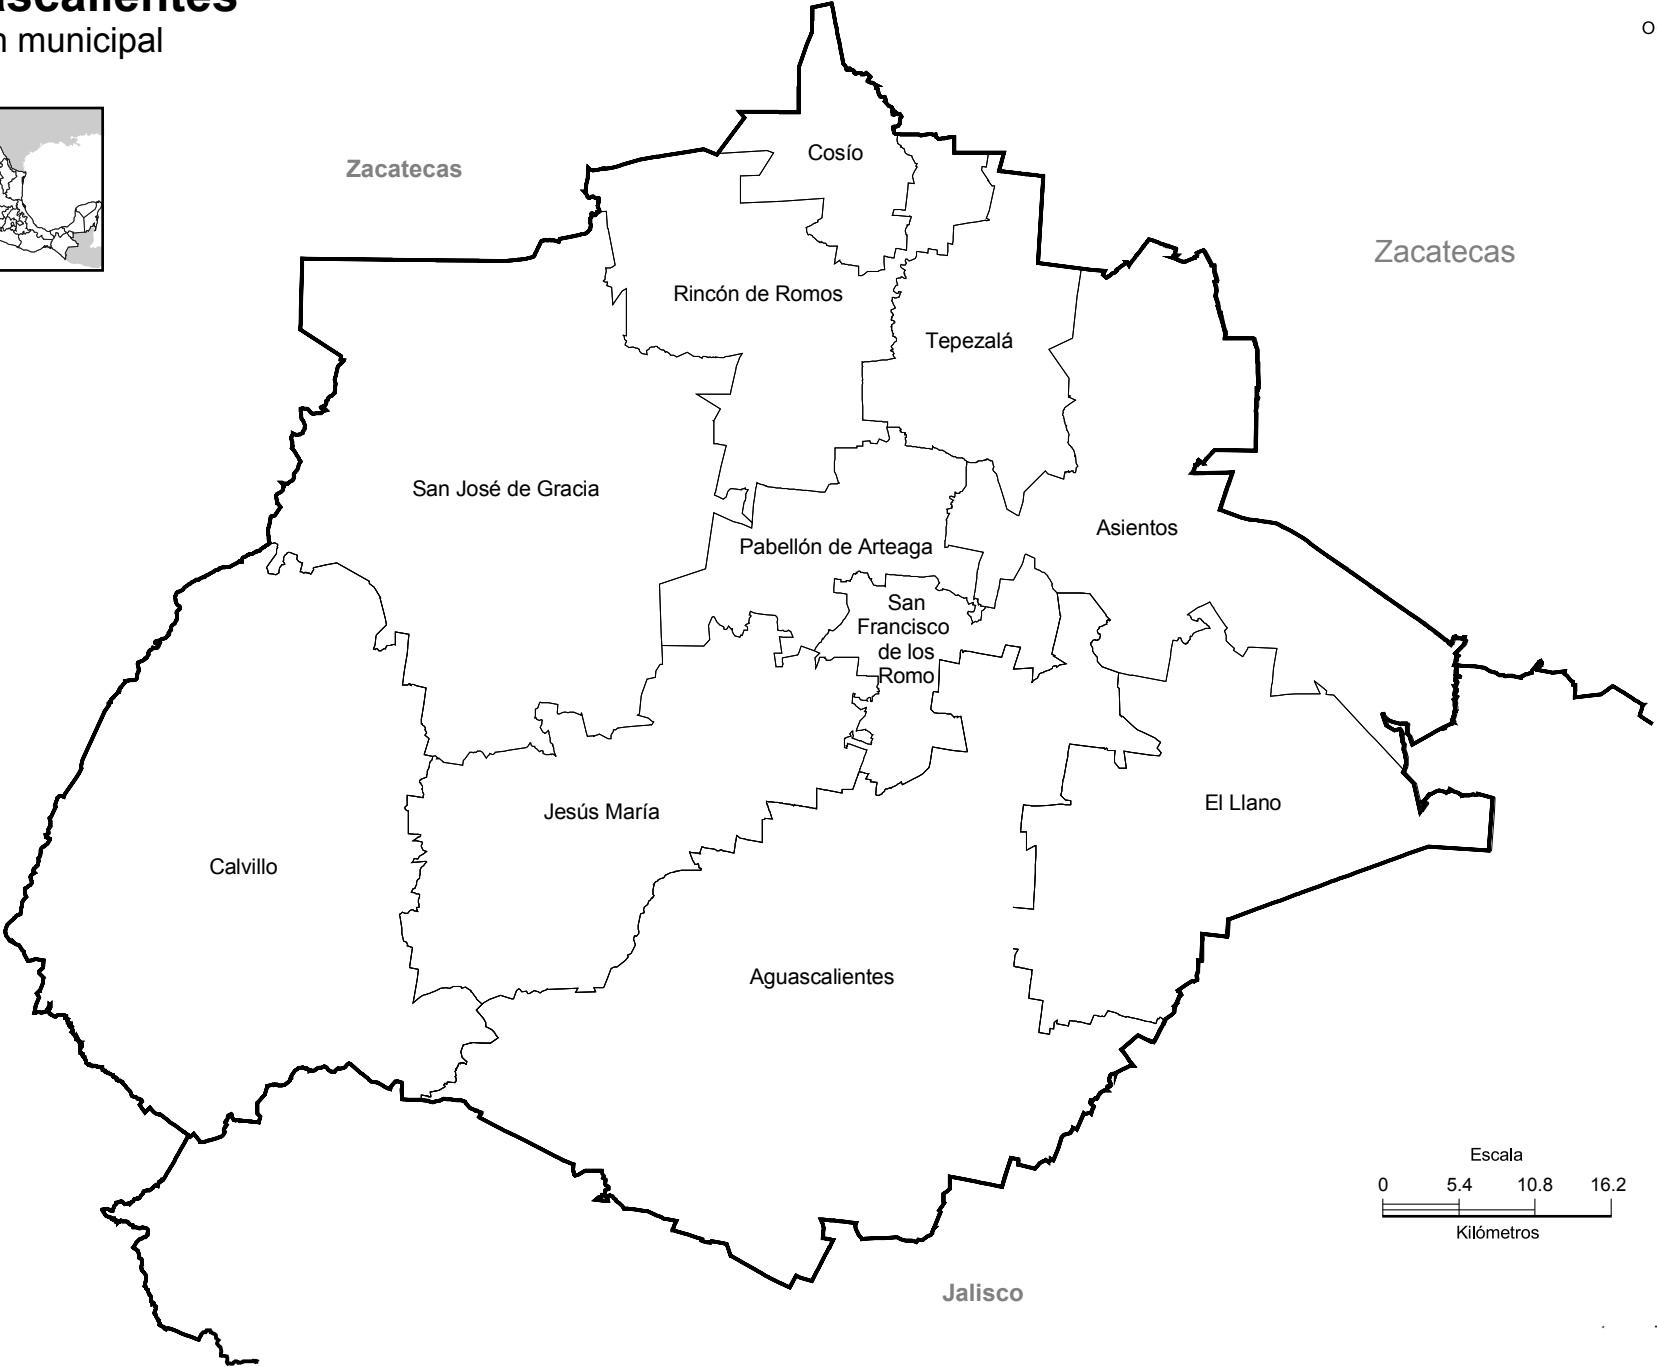 ascalientes
n municipal
O
Zacatecas
Zacatecas
Cosío
Rincón de Romos
Tepezalá
San José de Gracia
Asientos
Pabellón de Arteaga
San
Francisco
de los
Romo
Jesús María
El Llano
Calvillo
Aguascalientes
Escala
0 5.4 10.8 16.2
Kilómetros
Jalisco